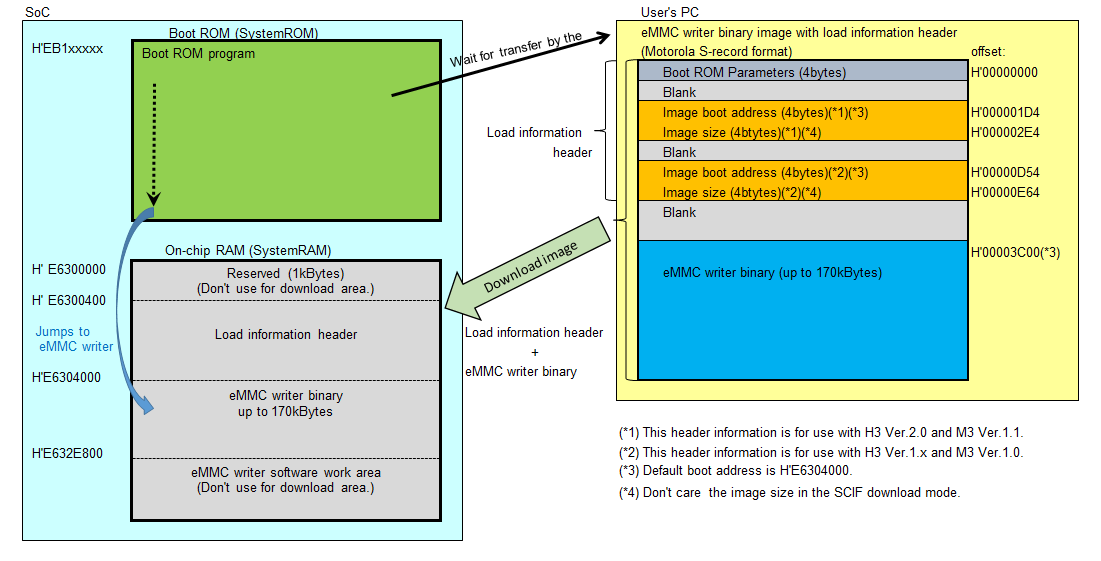 SoC
Boot ROM (SystemROM)
H'EB1xxxxx
Boot ROM program
Wait for transfer by the
On-chip RAM (SystemRAM)
H' E6300000
Reserved (1kBytes)
(Don't use for download area.)
H' E6300400
Jumps to
eMMC writer
Load information header
H'E6304000
eMMC writer binary
up to 170kBytes
H'E632E800
eMMC writer software work area
(Don't use for download area.)
Download image
Load information header
+
eMMC writer binary
User's PC
eMMC writer binary image with load information header
(Motorola S-record format)
offset:
Load information
header
Boot ROM Parameters (4bytes)
H'00000000
Blank
Image boot address (4bytes)(*1)(*3)
H'000001D4
Image size (4btytes)(*1)(*4)
H'000002E4
Blank
Image boot address (4bytes)(*2)(*3)
H'00000D54
Image size (4btytes)(*2)(*4)
H'00000E64
Blank
H'00003C00(*3)
eMMC writer binary (up to 170kBytes)
(*1) This header information is for use with H3 Ver.2.0 and M3 Ver.1.1.
(*2) This header information is for use with H3 Ver.1.x and M3 Ver.1.0.
(*3) Default boot address is H'E6304000.
(*4) Don't care the image size in the SCIF download mode.